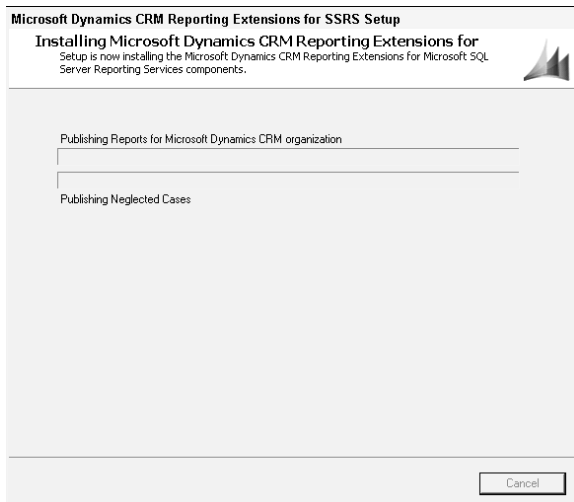 Microsoft Dynamics CRM Reporting Extensions for SSRS Setup
Installing Microsoft Dynamics CRM Reporting Extensions for
Setup is now installing the Microsoft Dynamics CRM Reporting Extensions for Microsoft SQL
Server Reporting Services components.
Publishing Reports for Microsoft Dynamics CRM organization
Publishing Neglected Cases
Cancel